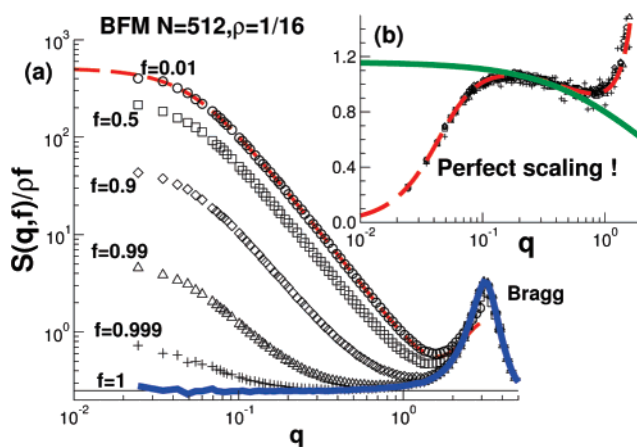 BFM N=512,ρ=1/16
(a)
f=0.01
f=0.5
f=0.9
f=0.99
f=0.999
f=1
Bragg
S(q,f)/ρf
10³
10²
10¹
10⁰
10⁻²
10⁻¹
10⁰
q
(b)
1.2
0.8
0.4
0.0
Perfect scaling !
10⁻²
10⁻¹
10⁰
q